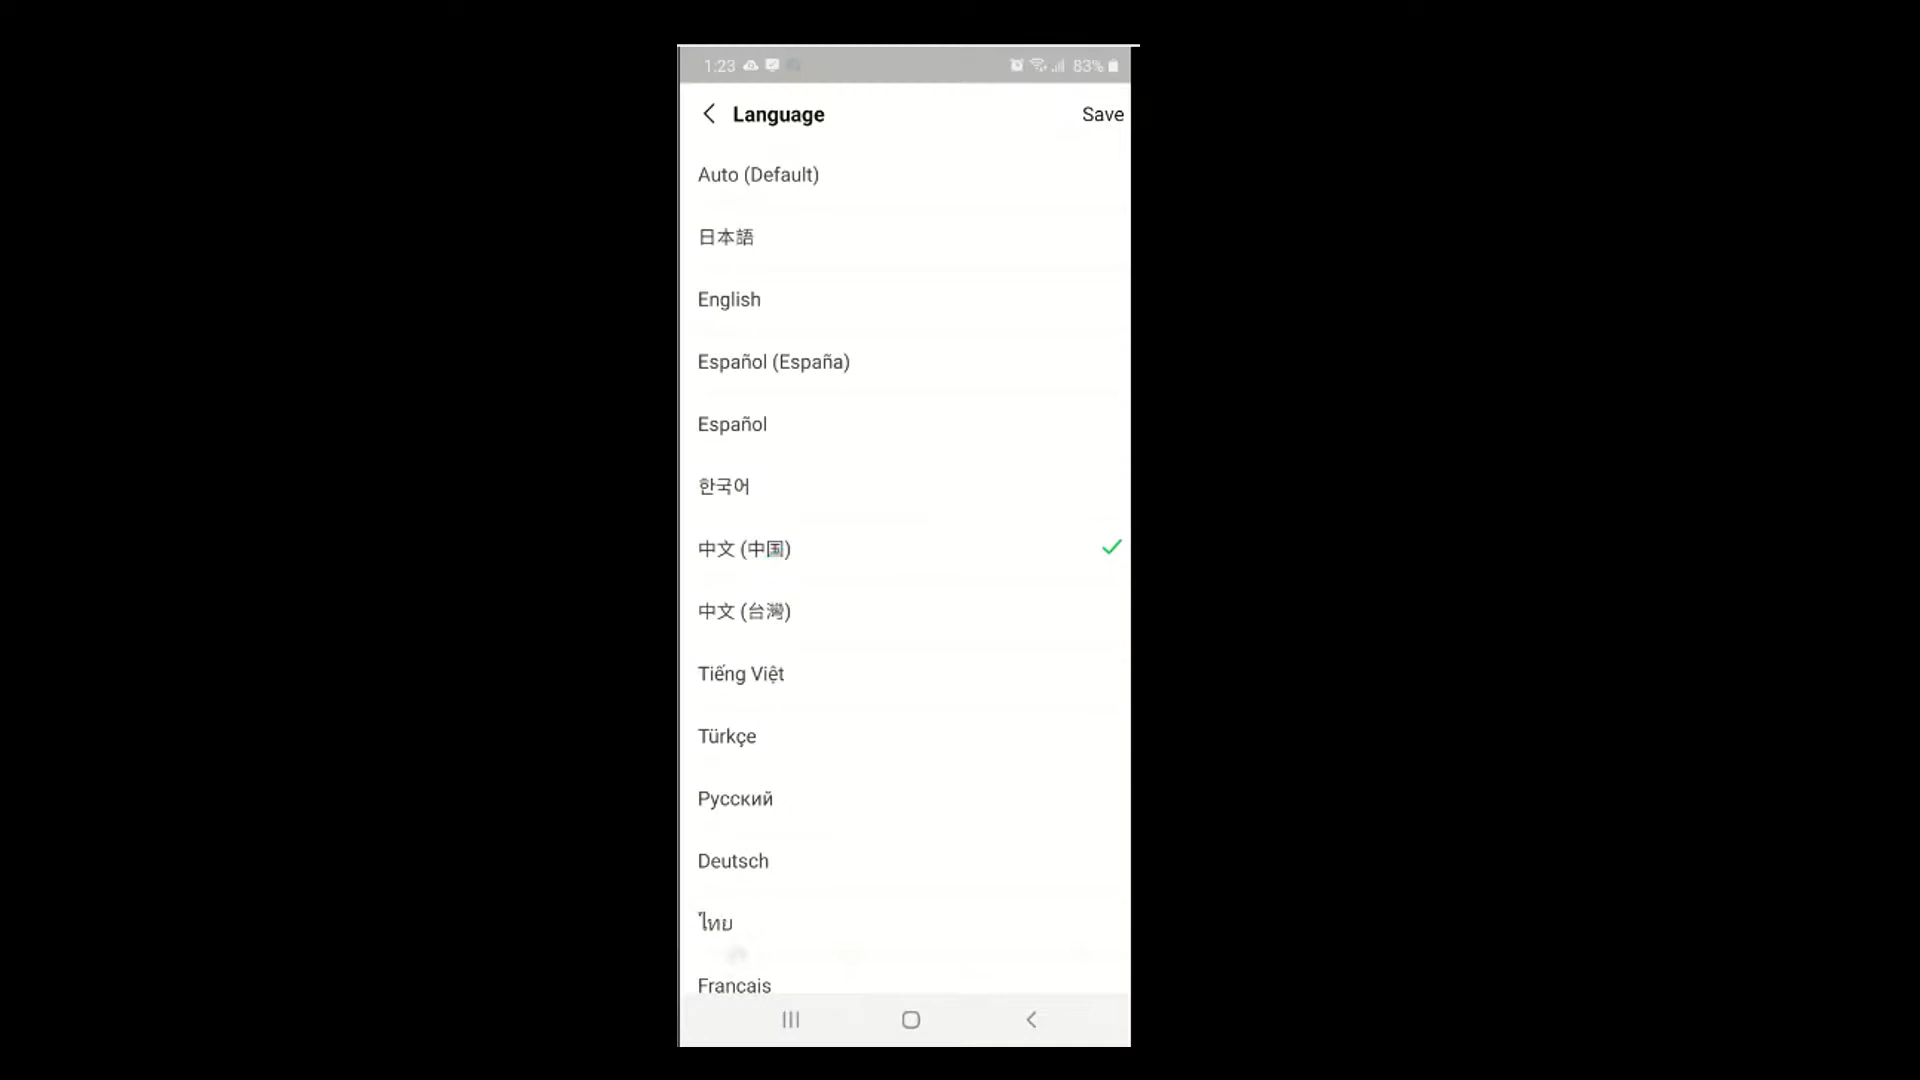 1:23
83%
Language
Save
Auto (Default)
日本語
English
Español (España)
Español
한국어
中文 (中国)
中文 (台灣)
Tiếng Việt
Türkçe
Русский
Deutsch
ไทย
Francais